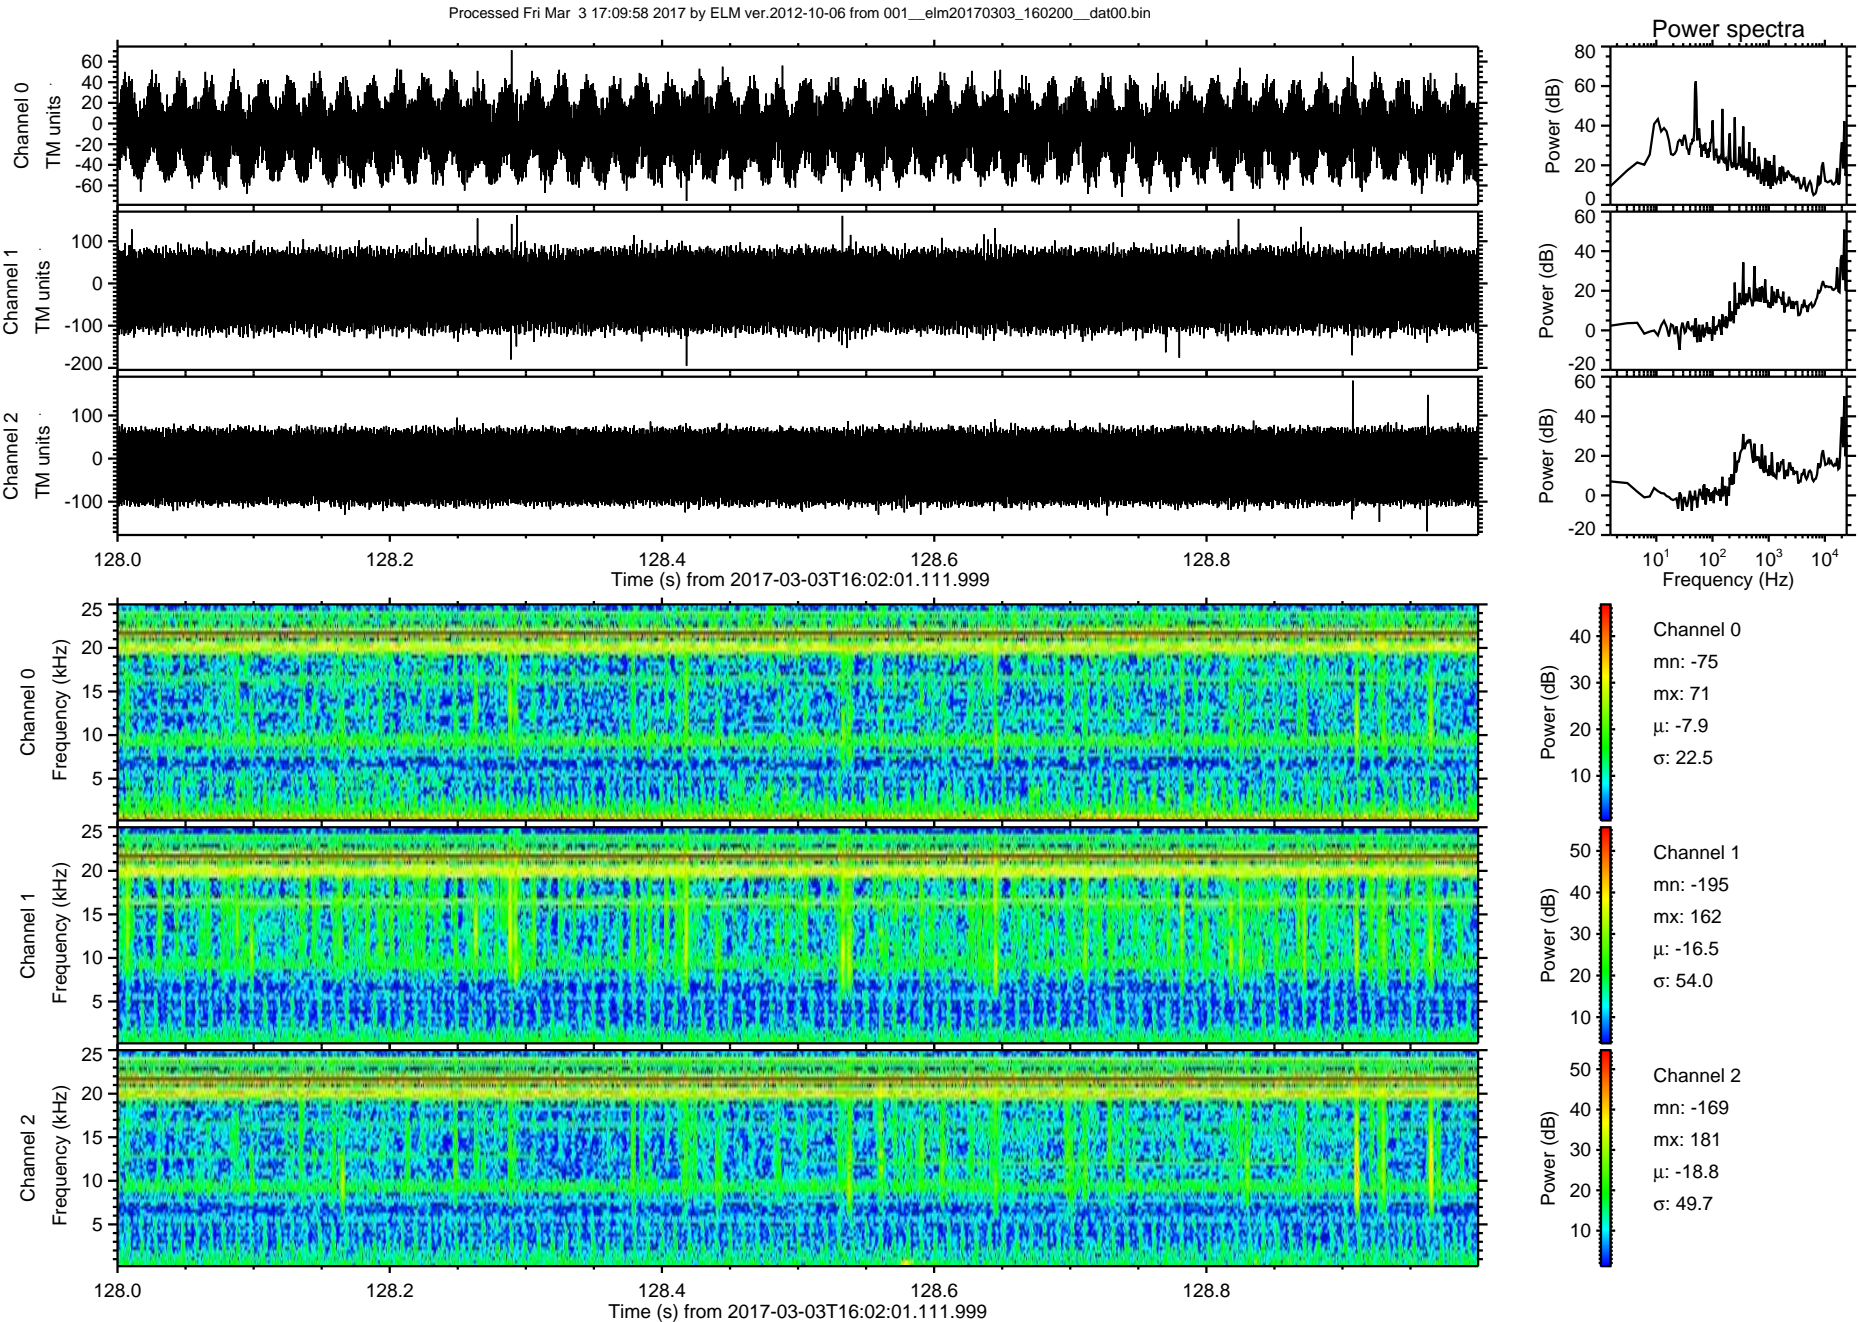 Processed Fri Mar  3 17:09:58 2017 by ELM ver.2012-10-06 from 001__elm20170303_160200__dat00.bin
Power spectra
Channel 0
TM units
60
40
20
0
-20
-40
-60
Power (dB)
80
60
40
20
0
Channel 1
TM units
100
0
-100
-200
Power (dB)
60
40
20
0
-20
Channel 2
TM units
100
0
-100
Power (dB)
60
40
20
0
-20
128.0 128.2 128.4 128.6 128.8
Time (s) from 2017-03-03T16:02:01.111.999
10^1 10^2 10^3 10^4
Frequency (Hz)
Channel 0
Frequency (kHz)
25
20
15
10
5
Power (dB)
40
30
20
10
Channel 0
mn: -75
mx: 71
μ: -7.9
σ: 22.5
Channel 1
Frequency (kHz)
25
20
15
10
5
Power (dB)
50
40
30
20
10
Channel 1
mn: -195
mx: 162
μ: -16.5
σ: 54.0
Channel 2
Frequency (kHz)
25
20
15
10
5
Power (dB)
50
40
30
20
10
Channel 2
mn: -169
mx: 181
μ: -18.8
σ: 49.7
128.0 128.2 128.4 128.6 128.8
Time (s) from 2017-03-03T16:02:01.111.999